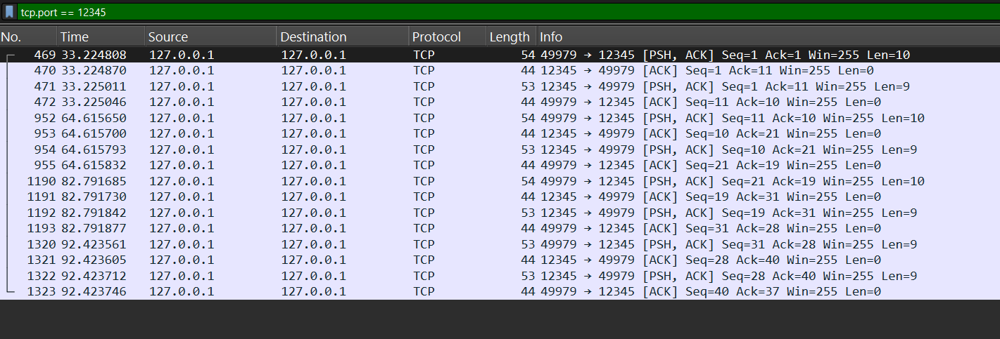 tcp.port == 12345
No. Time Source Destination Protocol Length Info
469 33.224808 127.0.0.1 127.0.0.1 TCP 54 49979 → 12345 [PSH, ACK] Seq=1 Ack=1 Win=255 Len=10
470 33.224870 127.0.0.1 127.0.0.1 TCP 44 12345 → 49979 [ACK] Seq=1 Ack=11 Win=255 Len=0
471 33.225011 127.0.0.1 127.0.0.1 TCP 53 12345 → 49979 [PSH, ACK] Seq=1 Ack=11 Win=255 Len=9
472 33.225046 127.0.0.1 127.0.0.1 TCP 44 49979 → 12345 [ACK] Seq=11 Ack=10 Win=255 Len=0
952 64.615650 127.0.0.1 127.0.0.1 TCP 54 49979 → 12345 [PSH, ACK] Seq=11 Ack=10 Win=255 Len=10
953 64.615700 127.0.0.1 127.0.0.1 TCP 44 12345 → 49979 [ACK] Seq=10 Ack=21 Win=255 Len=0
954 64.615793 127.0.0.1 127.0.0.1 TCP 53 12345 → 49979 [PSH, ACK] Seq=10 Ack=21 Win=255 Len=9
955 64.615832 127.0.0.1 127.0.0.1 TCP 44 49979 → 12345 [ACK] Seq=21 Ack=19 Win=255 Len=0
1190 82.791685 127.0.0.1 127.0.0.1 TCP 54 49979 → 12345 [PSH, ACK] Seq=21 Ack=19 Win=255 Len=10
1191 82.791730 127.0.0.1 127.0.0.1 TCP 44 12345 → 49979 [ACK] Seq=19 Ack=31 Win=255 Len=0
1192 82.791842 127.0.0.1 127.0.0.1 TCP 53 12345 → 49979 [PSH, ACK] Seq=19 Ack=31 Win=255 Len=9
1193 82.791877 127.0.0.1 127.0.0.1 TCP 44 49979 → 12345 [ACK] Seq=31 Ack=28 Win=255 Len=0
1320 92.423561 127.0.0.1 127.0.0.1 TCP 53 49979 → 12345 [PSH, ACK] Seq=31 Ack=28 Win=255 Len=9
1321 92.423605 127.0.0.1 127.0.0.1 TCP 44 12345 → 49979 [ACK] Seq=28 Ack=40 Win=255 Len=0
1322 92.423712 127.0.0.1 127.0.0.1 TCP 53 12345 → 49979 [PSH, ACK] Seq=28 Ack=40 Win=255 Len=9
1323 92.423746 127.0.0.1 127.0.0.1 TCP 44 49979 → 12345 [ACK] Seq=40 Ack=37 Win=255 Len=0